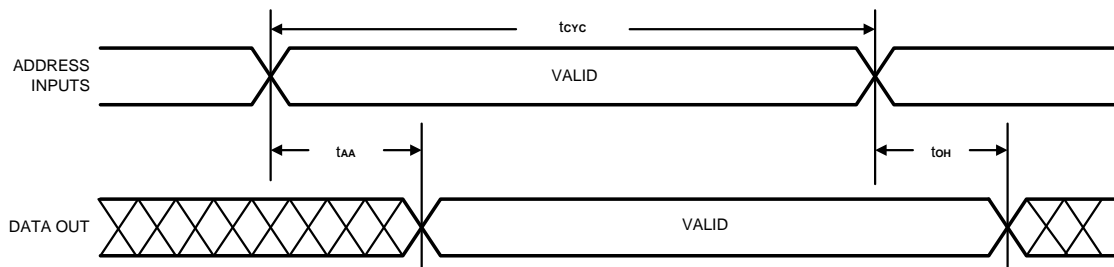 tCYC
ADDRESS
INPUTS
VALID
tAA
tOH
DATA OUT
VALID